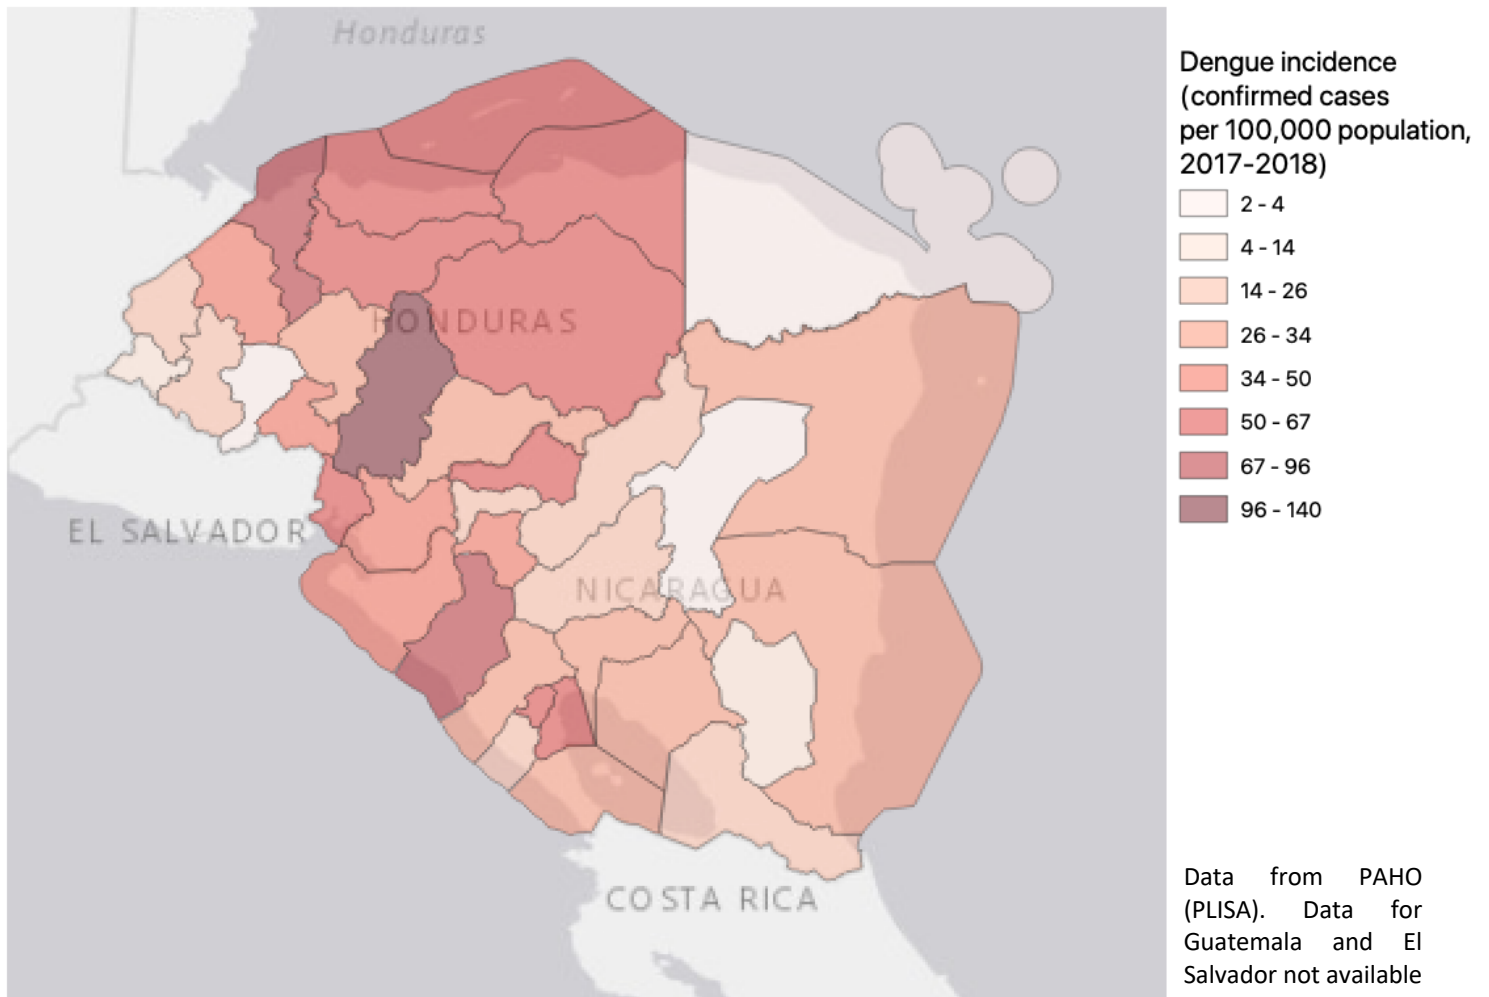 Honduras
HONDURAS
EL SALVADOR
NICARAGUA
COSTA RICA
Dengue incidence
(confirmed cases
per 100,000 population,
2017-2018)
2 - 4
4 - 14
14 - 26
26 - 34
34 - 50
50 - 67
67 - 96
96 - 140
Data from PAHO
(PLISA). Data for
Guatemala and El
Salvador not available